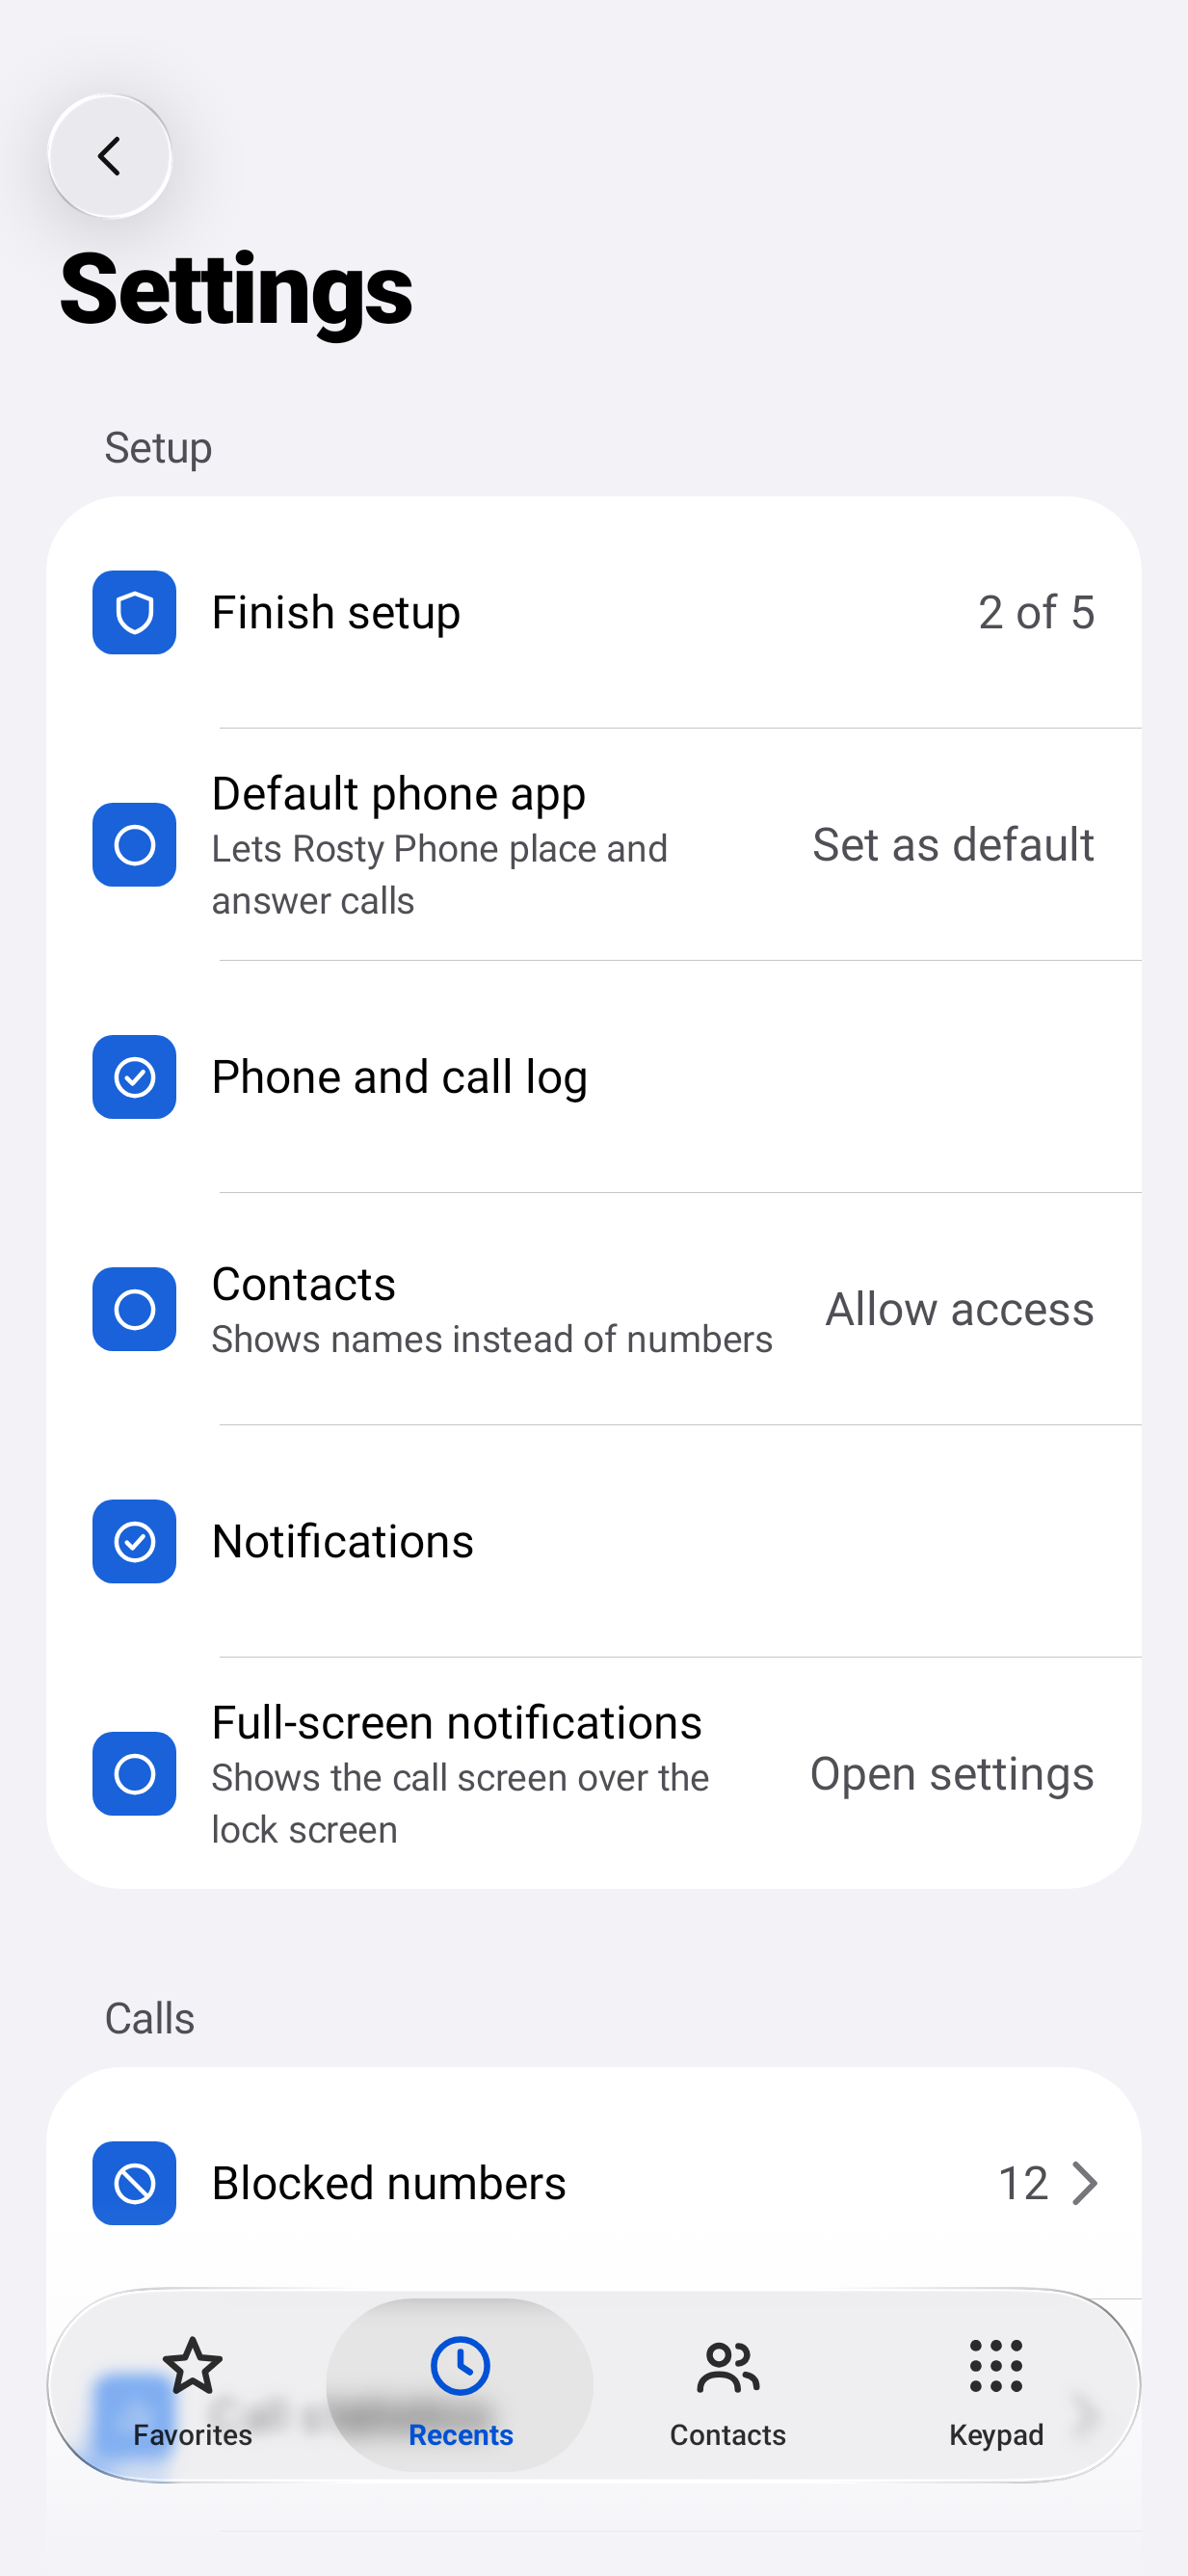 Settings
Setup
Finish setup
2 of 5
Default phone app
Lets Rosty Phone place and
answer calls
Set as default
Phone and call log
Contacts
Shows names instead of numbers
Allow access
Notifications
Full-screen notifications
Shows the call screen over the
lock screen
Open settings
Calls
Blocked numbers
12
Favorites
Recents
Contacts
Keypad